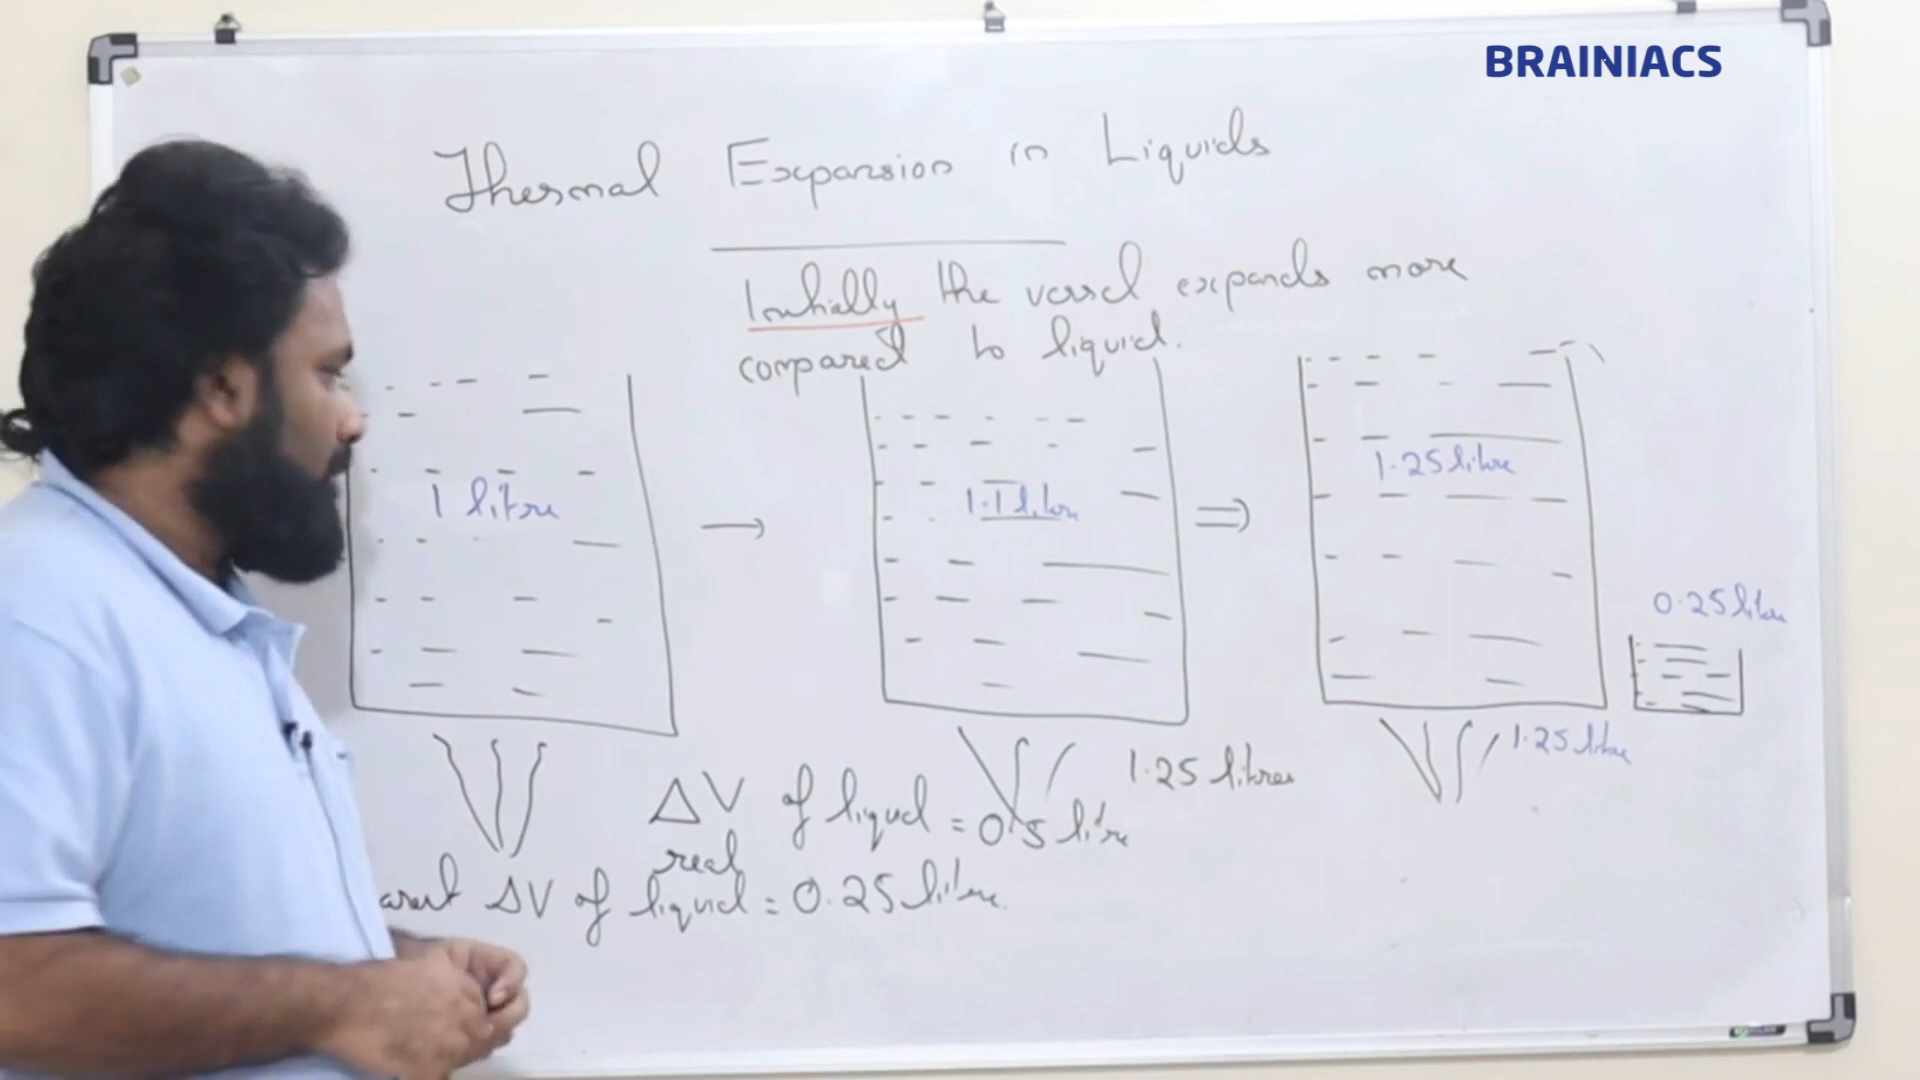 BRAINIACS
Thermal Expansion in Liquids
Initially the vessel expands more
compared to liquid.
1 litre
1.1 litre
1.25 litre
0.25 litre
1.25 litre
1.25 litres
ΔV of liquid = 0.5 litre
real
ΔV of liquid = 0.25 litre.